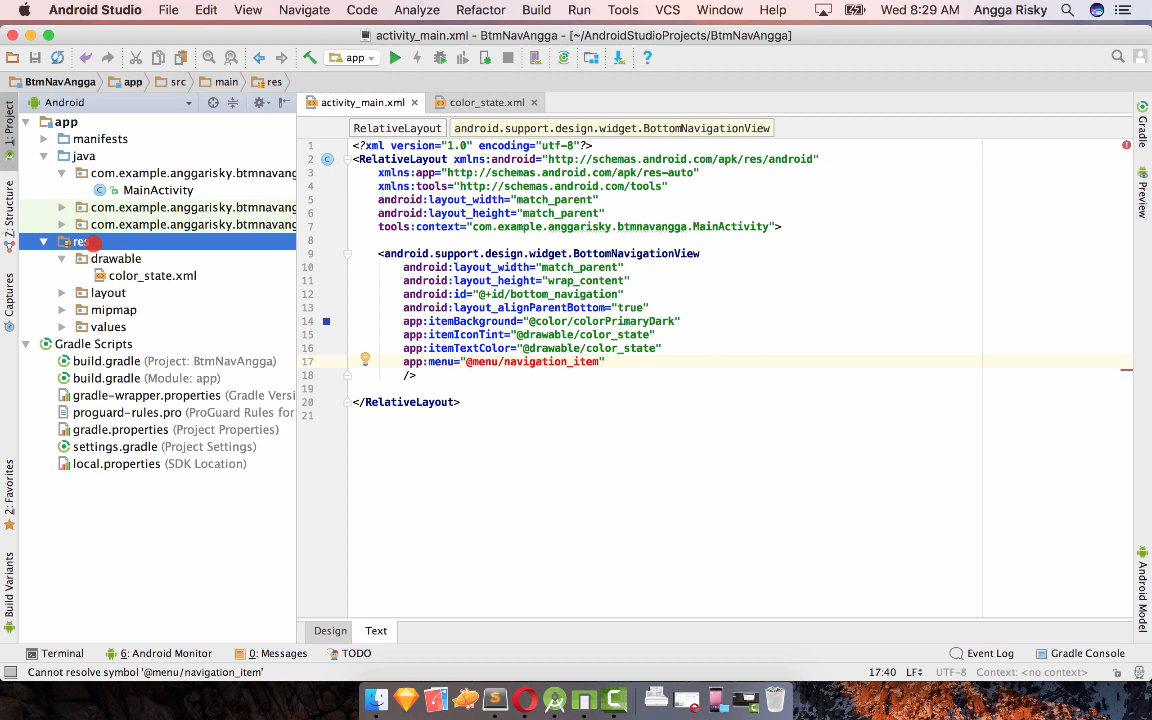 Android Studio File Edit View Navigate Code Analyze Refactor Build Run Tools VCS Window Help Wed 8:29 AM Angga Risky
activity_main.xml - BtmNavAngga - [~/AndroidStudioProjects/BtmNavAngga]
app
BtmNavAngga app src main res
Android
activity_main.xml color_state.xml
RelativeLayout android.support.design.widget.BottomNavigationView
1: Project
Z: Structure
Captures
2: Favorites
Build Variants
app
manifests
java
com.example.anggarisky.btmnavang
MainActivity
com.example.anggarisky.btmnavang
com.example.anggarisky.btmnavang
res
drawable
color_state.xml
layout
mipmap
values
Gradle Scripts
build.gradle (Project: BtmNavAngga)
build.gradle (Module: app)
gradle-wrapper.properties (Gradle Versi
proguard-rules.pro (ProGuard Rules for
gradle.properties (Project Properties)
settings.gradle (Project Settings)
local.properties (SDK Location)
1 <?xml version="1.0" encoding="utf-8"?>
2 <RelativeLayout xmlns:android="http://schemas.android.com/apk/res/android"
3 xmlns:app="http://schemas.android.com/apk/res-auto"
4 xmlns:tools="http://schemas.android.com/tools"
5 android:layout_width="match_parent"
6 android:layout_height="match_parent"
7 tools:context="com.example.anggarisky.btmnavangga.MainActivity">
8
9 <android.support.design.widget.BottomNavigationView
10 android:layout_width="match_parent"
11 android:layout_height="wrap_content"
12 android:id="@+id/bottom_navigation"
13 android:layout_alignParentBottom="true"
14 app:itemBackground="@color/colorPrimaryDark"
15 app:itemIconTint="@drawable/color_state"
16 app:itemTextColor="@drawable/color_state"
17 app:menu="@menu/navigation_item"
18 />
19
20 </RelativeLayout>
21
Gradle
Preview
Android Model
Design Text
Terminal 6: Android Monitor 0: Messages TODO Event Log Gradle Console
Cannot resolve symbol '@menu/navigation_item' 17:40 LF UTF-8 Context: <no context>